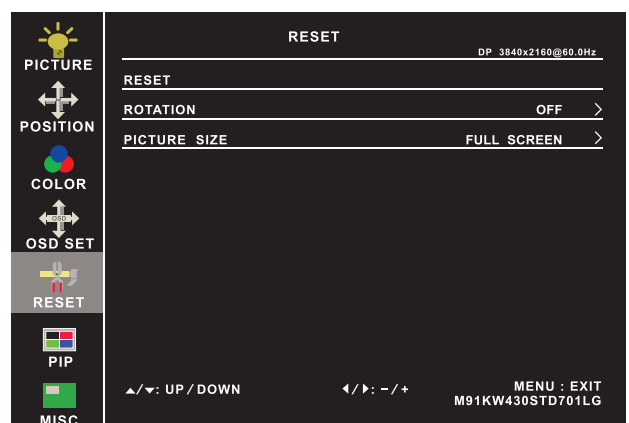 RESET
DP 3840x2160@60.0Hz
PICTURE
RESET
ROTATION OFF >
POSITION
PICTURE SIZE FULL SCREEN >
COLOR
OSD
OSD SET
RESET
PIP
▲/▼: UP / DOWN ◀/▶: - / + MENU : EXIT
M91KW430STD701LG
MISC